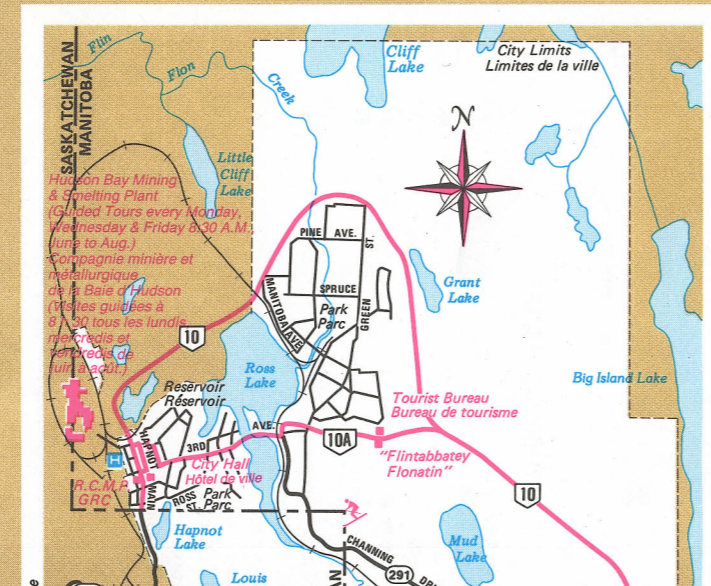 SASKATCHEWAN
MANITOBA
Flin
Flon
Creek
Cliff
Lake
City Limits
Limites de la ville
N
Little
Cliff
Lake
Hudson Bay Mining
& Smelting Plant
(Guided Tours every Monday,
Wednesday & Friday 8:30 A.M.
June to Aug.)
Compagnie minière et
métallurgique
de la Baie d'Hudson
(Visites guidées à
8 h 30 tous les lundis
mercredis et
vendredis de
juin à août.)
PINE AVE.
ST.
SPRUCE
GREEN
MANITOBA AVE
Park
Parc
Grant
Lake
10
Ross
Lake
Big Island Lake
Reservoir
Réservoir
Tourist Bureau
Bureau de tourisme
HAPNOT
3RD
AVE.
10A
"Flintabbatey
Flonatin"
H
City Hall
Hôtel de ville
R.C.M.P.
GRC
MAIN
ROSS
ST.
Park
Parc
10
Hapnot
Lake
Mud
Lake
CHANNING
DR
291
Louis
AN
e